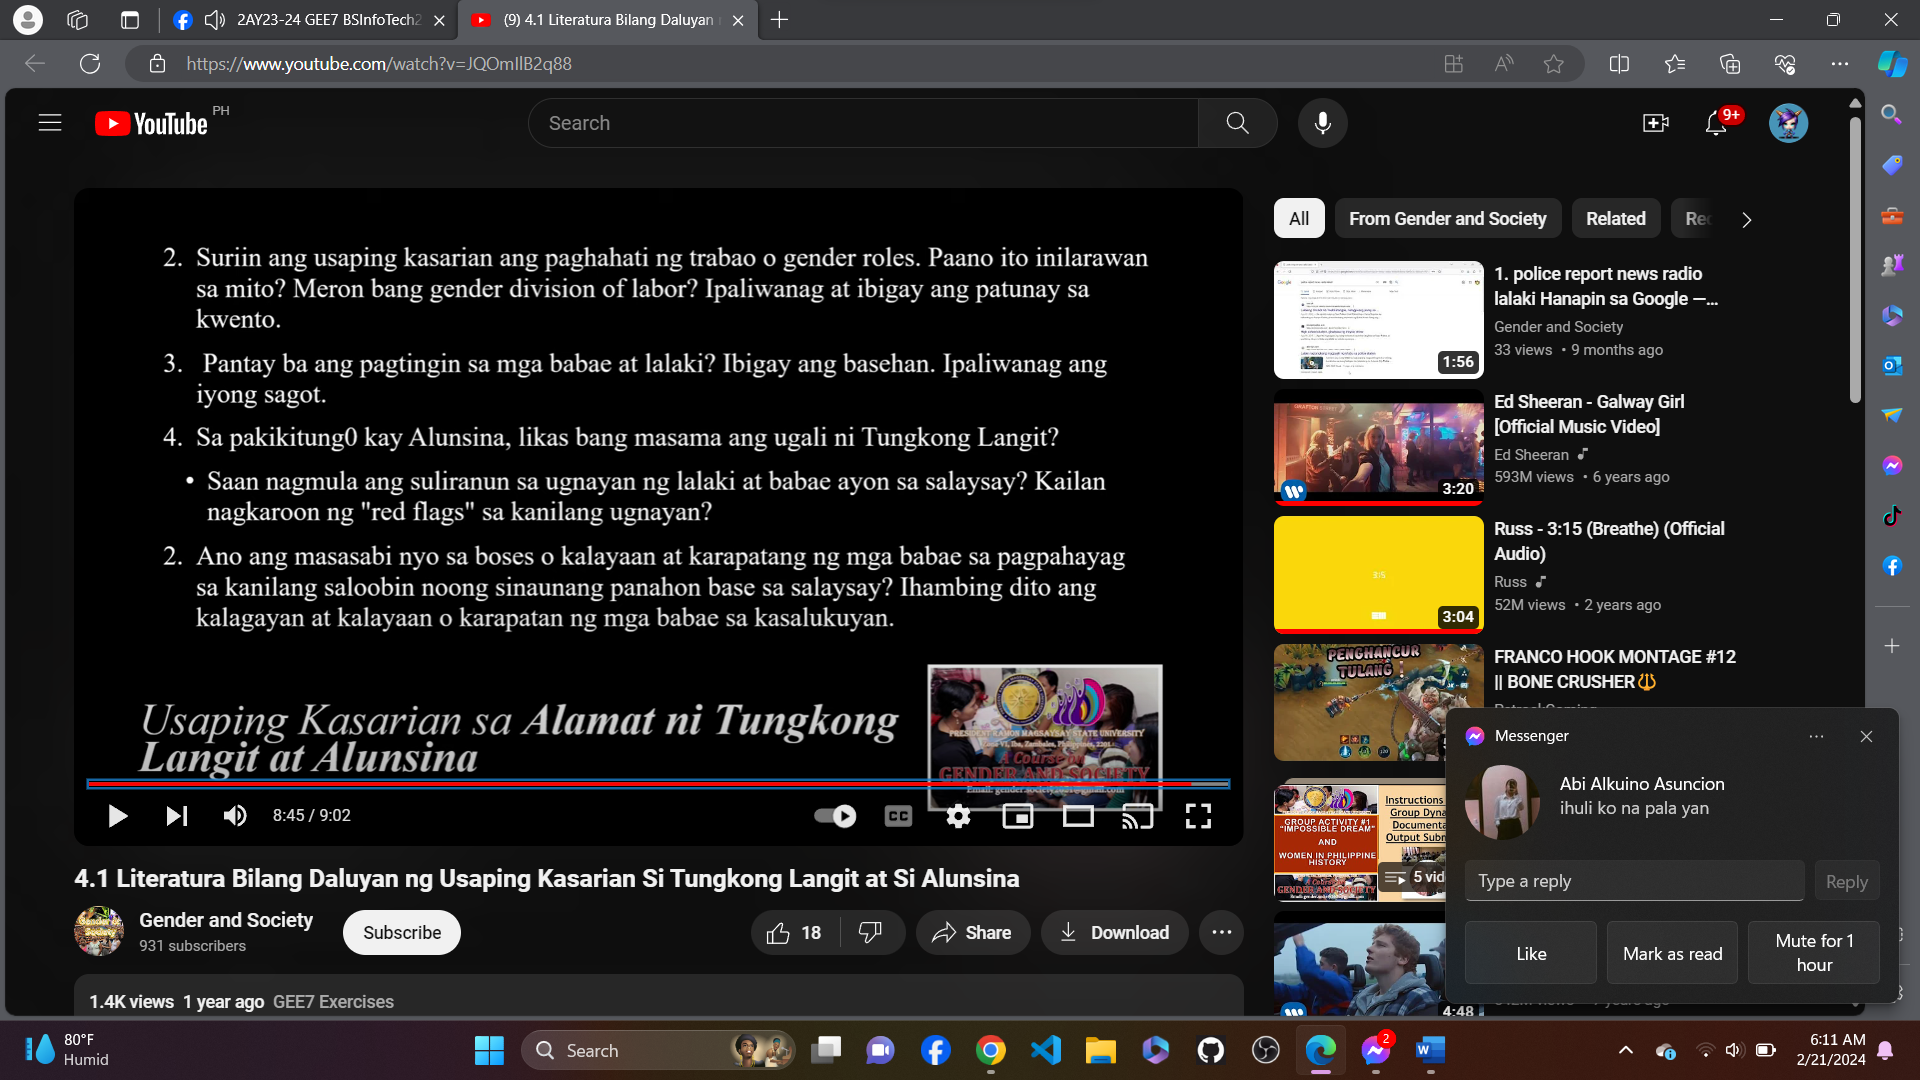 2AY23-24 GEE7 BSInfoTech2
(9) 4.1 Literatura Bilang Daluyan
https://www.youtube.com/watch?v=JQOmIlB2q88
YouTube PH
Search
9+
2. Suriin ang usaping kasarian ang paghahati ng trabao o gender roles. Paano ito inilarawan
sa mito? Meron bang gender division of labor? Ipaliwanag at ibigay ang patunay sa
kwento.
3. Pantay ba ang pagtingin sa mga babae at lalaki? Ibigay ang basehan. Ipaliwanag ang
iyong sagot.
4. Sa pakikitung0 kay Alunsina, likas bang masama ang ugali ni Tungkong Langit?
• Saan nagmula ang suliranun sa ugnayan ng lalaki at babae ayon sa salaysay? Kailan
nagkaroon ng "red flags" sa kanilang ugnayan?
2. Ano ang masasabi nyo sa boses o kalayaan at karapatang ng mga babae sa pagpahayag
sa kanilang saloobin noong sinaunang panahon base sa salaysay? Ihambing dito ang
kalagayan at kalayaan o karapatan ng mga babae sa kasalukuyan.
Usaping Kasarian sa Alamat ni Tungkong
Langit at Alunsina
PRESIDENT RAMON MAGSAYSAY STATE UNIVERSITY
Iba, Zambales, Philippines, 2201
A Course on
GENDER AND SOCIETY
8:45 / 9:02
CC
4.1 Literatura Bilang Daluyan ng Usaping Kasarian Si Tungkong Langit at Si Alunsina
Gender and Society
931 subscribers
Subscribe
18
Share
Download
1.4K views 1 year ago GEE7 Exercises
All
From Gender and Society
Related
Rec
1. police report news radio
lalaki Hanapin sa Google —...
Gender and Society
33 views • 9 months ago
1:56
Ed Sheeran - Galway Girl
[Official Music Video]
Ed Sheeran
593M views • 6 years ago
3:20
Russ - 3:15 (Breathe) (Official
Audio)
Russ
52M views • 2 years ago
3:04
PENGHANCUR
TULANG
FRANCO HOOK MONTAGE #12
|| BONE CRUSHER
GROUP ACTIVITY #1
"IMPOSSIBLE DREAM"
AND
WOMEN IN PHILIPPINE
HISTORY
Instructions
Group Dyna
Documenta
Output Subm
5 vid
4:48
Messenger
Abi Alkuino Asuncion
ihuli ko na pala yan
Type a reply
Reply
Like
Mark as read
Mute for 1
hour
80°F
Humid
Search
2
6:11 AM
2/21/2024